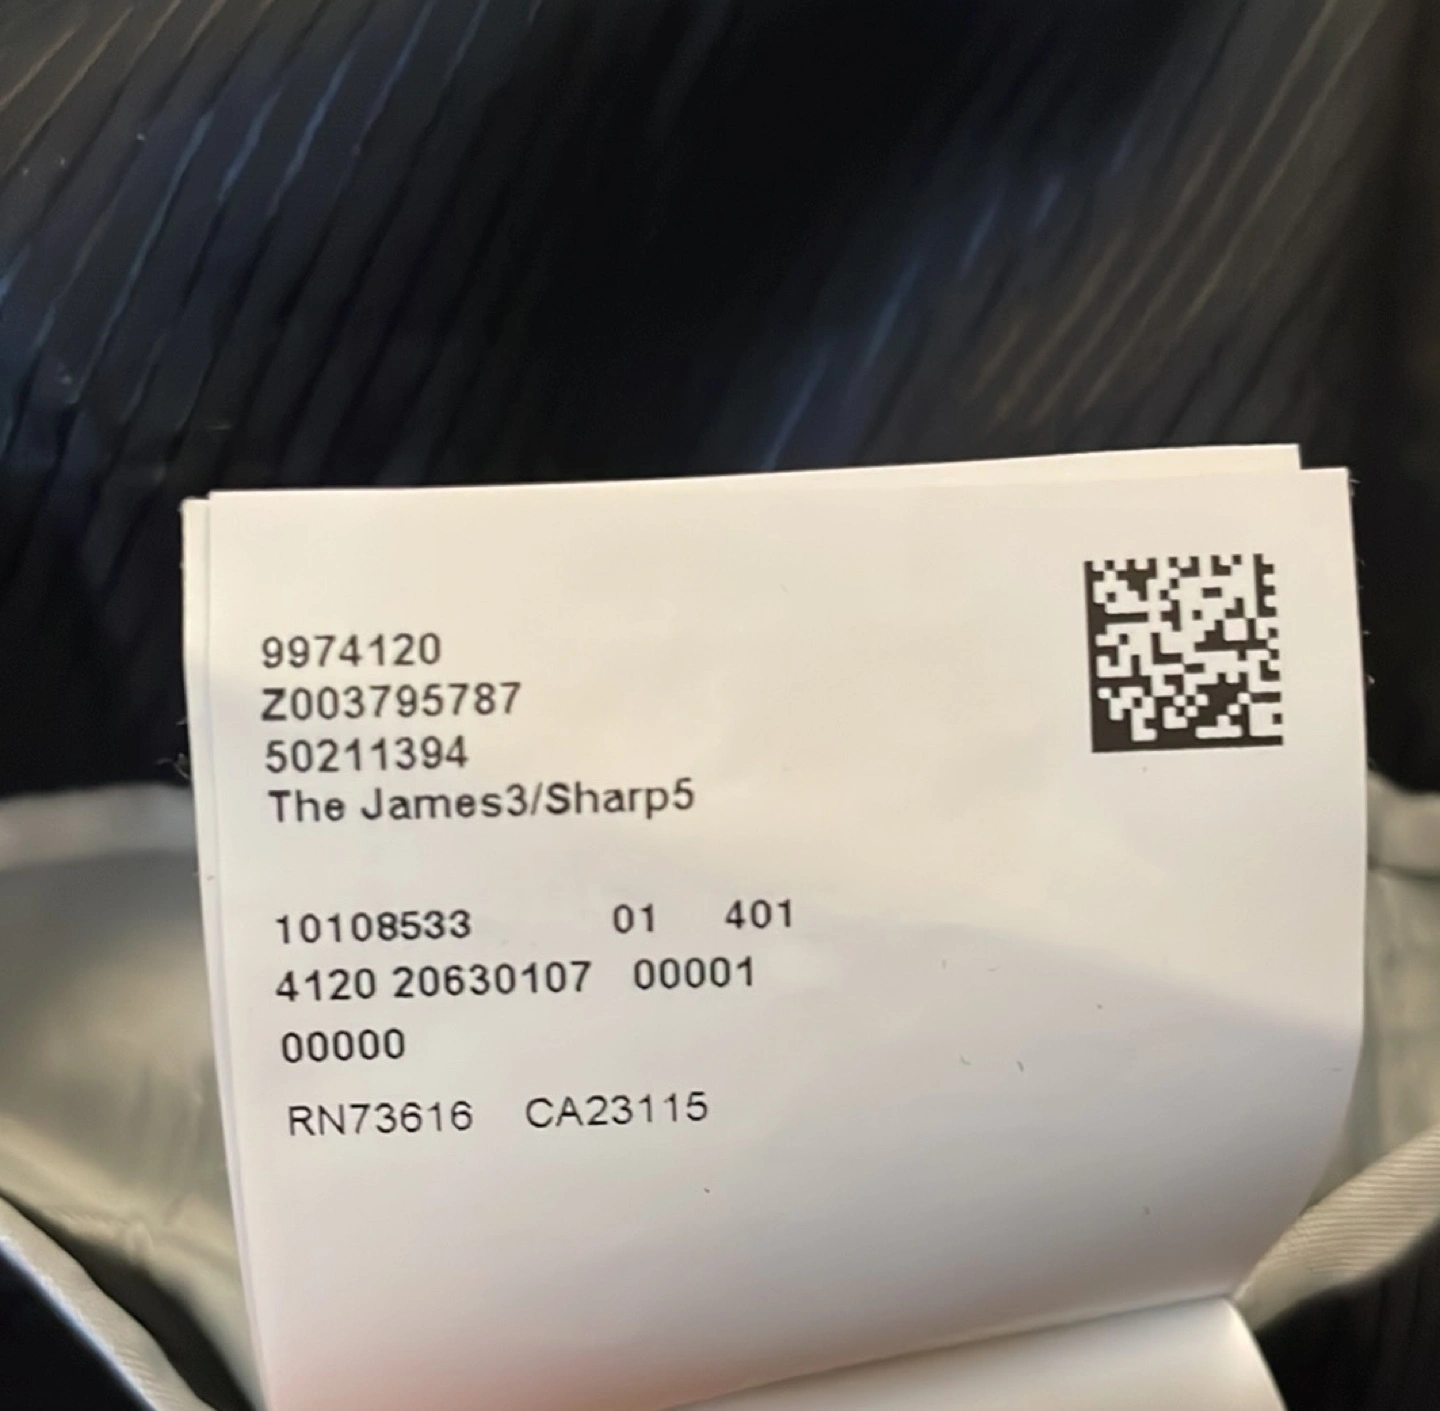 9974120
Z003795787
50211394
The James3/Sharp5
10108533 01 401
4120 20630107 00001
00000
RN73616 CA23115